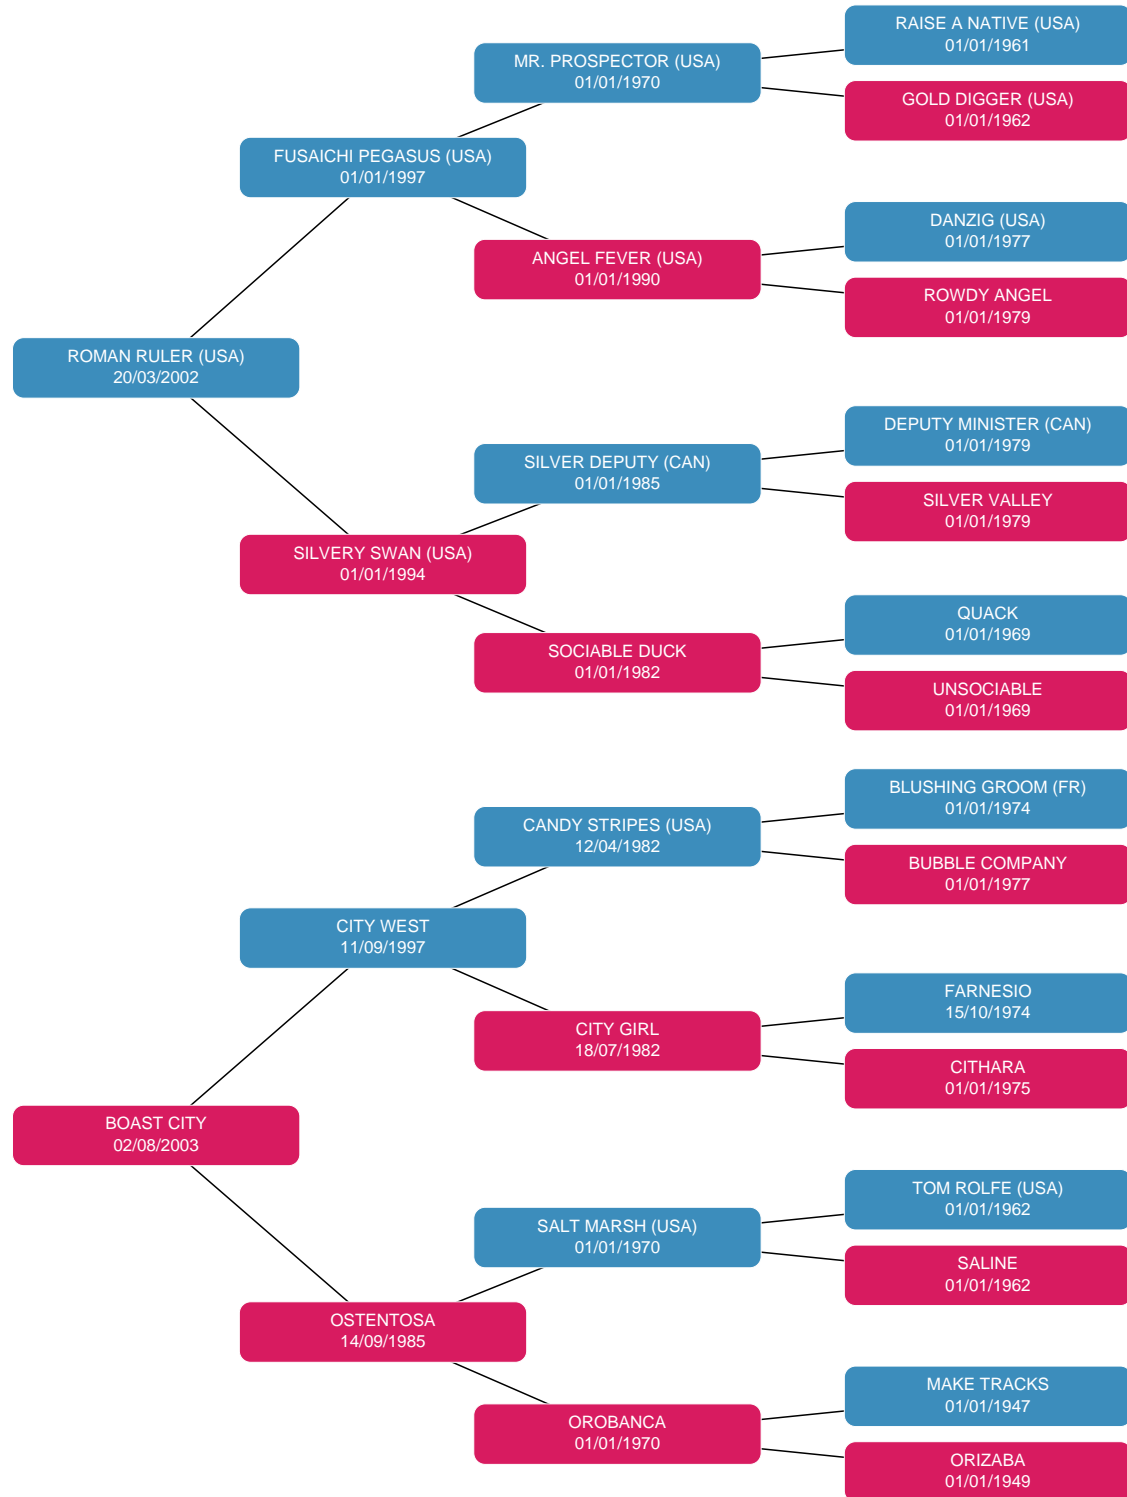 RAISE A NATIVE (USA)
01/01/1961
MR. PROSPECTOR (USA)
01/01/1970
GOLD DIGGER (USA)
01/01/1962
FUSAICHI PEGASUS (USA)
01/01/1997
DANZIG (USA)
01/01/1977
ANGEL FEVER (USA)
01/01/1990
ROWDY ANGEL
01/01/1979
ROMAN RULER (USA)
20/03/2002
DEPUTY MINISTER (CAN)
01/01/1979
SILVER DEPUTY (CAN)
01/01/1985
SILVER VALLEY
01/01/1979
SILVERY SWAN (USA)
01/01/1994
QUACK
01/01/1969
SOCIABLE DUCK
01/01/1982
UNSOCIABLE
01/01/1969
BLUSHING GROOM (FR)
01/01/1974
CANDY STRIPES (USA)
12/04/1982
BUBBLE COMPANY
01/01/1977
CITY WEST
11/09/1997
FARNESIO
15/10/1974
CITY GIRL
18/07/1982
CITHARA
01/01/1975
BOAST CITY
02/08/2003
TOM ROLFE (USA)
01/01/1962
SALT MARSH (USA)
01/01/1970
SALINE
01/01/1962
OSTENTOSA
14/09/1985
MAKE TRACKS
01/01/1947
OROBANCA
01/01/1970
ORIZABA
01/01/1949